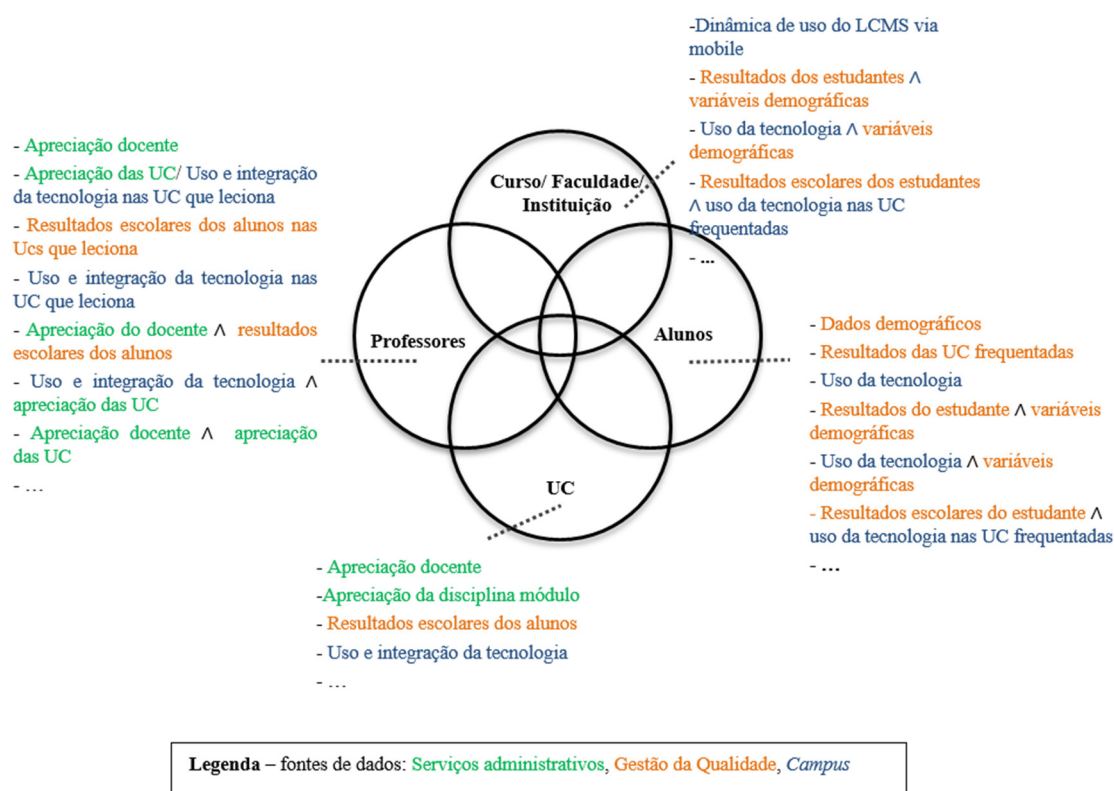 -Dinâmica de uso do LCMS via
mobile
- Resultados dos estudantes ∧
variáveis demográficas
- Uso da tecnologia ∧ variáveis
demográficas
- Resultados escolares dos estudantes
∧ uso da tecnologia nas UC
frequentadas
- ...
- Apreciação docente
- Apreciação das UC/ Uso e integração
da tecnologia nas UC que leciona
- Resultados escolares dos alunos nas
Ucs que leciona
- Uso e integração da tecnologia nas
UC que leciona
- Apreciação do docente ∧ resultados
escolares dos alunos
- Uso e integração da tecnologia ∧
apreciação das UC
- Apreciação docente ∧ apreciação
das UC
- ...
Curso/ Faculdade/
Instituição
Professores
Alunos
UC
- Dados demográficos
- Resultados das UC frequentadas
- Uso da tecnologia
- Resultados do estudante ∧ variáveis
demográficas
- Uso da tecnologia ∧ variáveis
demográficas
- Resultados escolares do estudante ∧
uso da tecnologia nas UC frequentadas
- ...
- Apreciação docente
-Apreciação da disciplina módulo
- Resultados escolares dos alunos
- Uso e integração da tecnologia
- ...
Legenda – fontes de dados: Serviços administrativos, Gestão da Qualidade, Campus